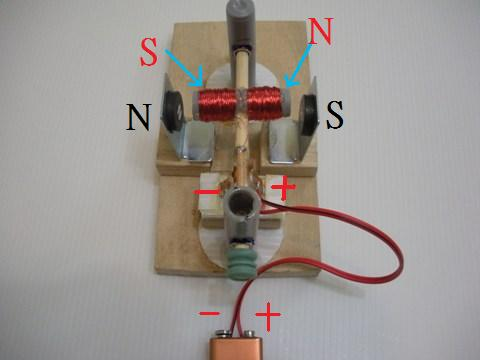 S N
N S
- +
- +